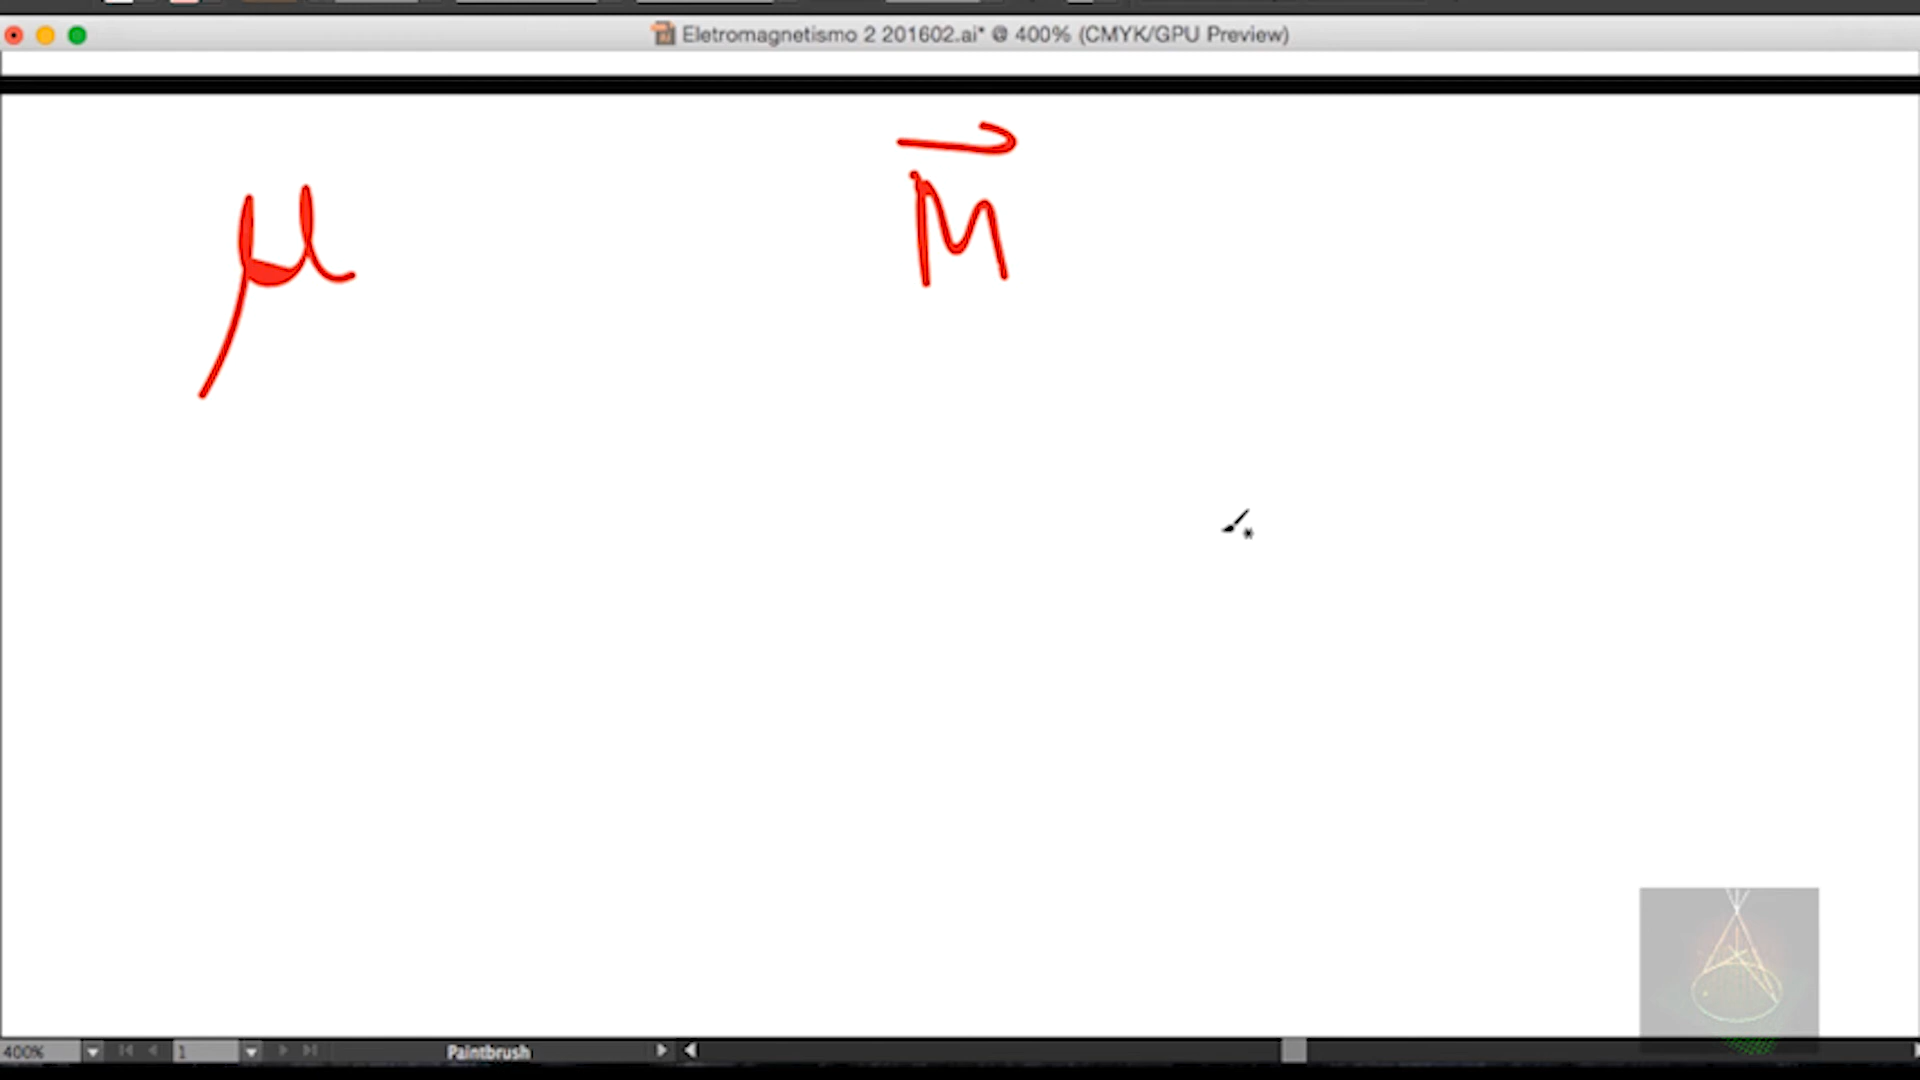 Eletromagnetismo 2 201602.ai* @ 400% (CMYK/GPU Preview)
μ M⃗
400% 1 Paintbrush